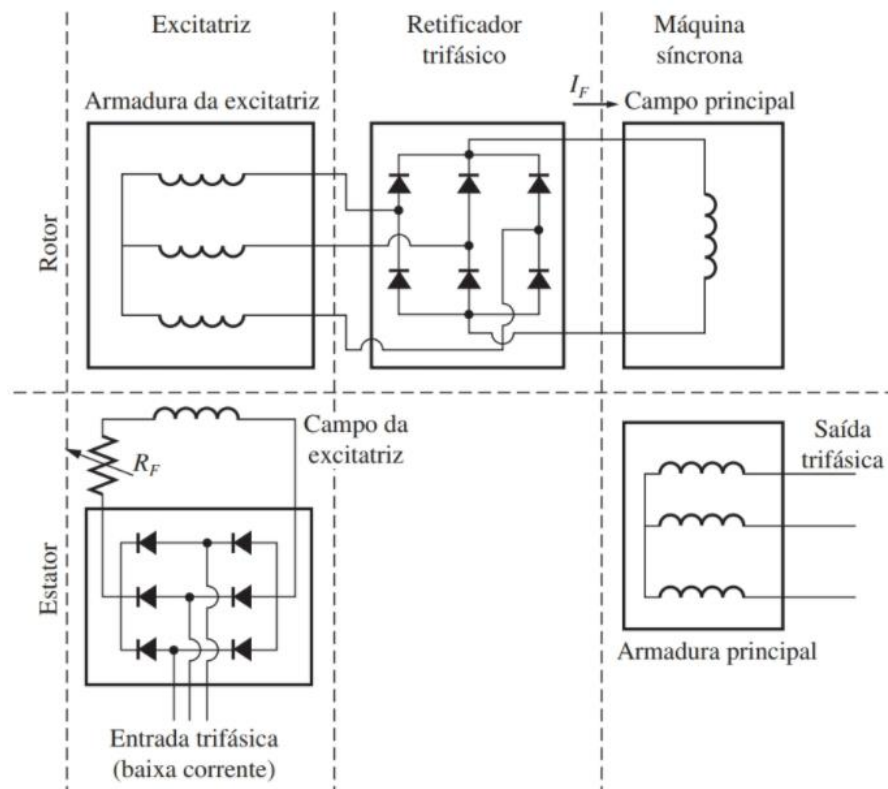 Excitatriz
Retificador
trifásico
Máquina
síncrona
Armadura da excitatriz
I_F
Campo principal
Rotor
Campo da
excitatriz
R_F
Saída
trifásica
Estator
Armadura principal
Entrada trifásica
(baixa corrente)